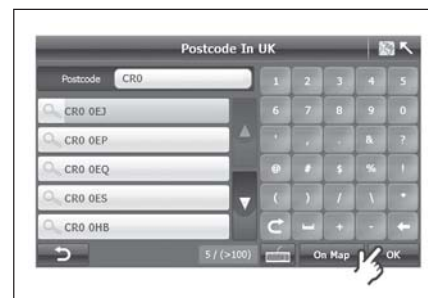 Postcode In UK
Postcode CR0
1 2 3 4 5
CR0 0EJ
6 7 8 9 0
CR0 0EP
' , . & ?
CR0 0EQ
@ # $ % !
CR0 0ES
( ) / \ *
CR0 0HB
+ -
5 / (>100) On Map OK